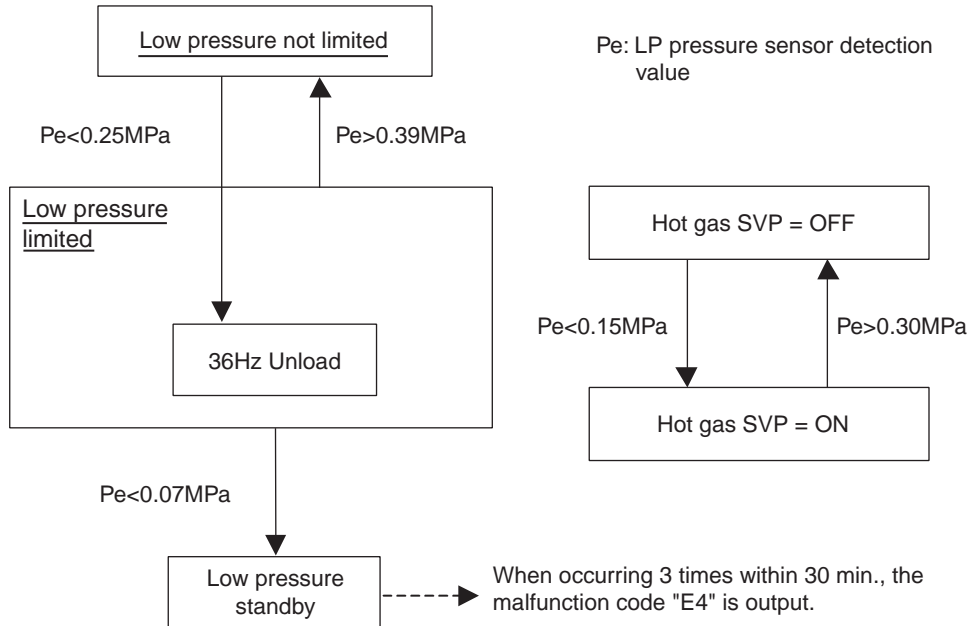 Low pressure not limited
Pe: LP pressure sensor detection
value
Pe<0.25MPa
Pe>0.39MPa
Low pressure
limited
36Hz Unload
Pe<0.07MPa
Low pressure
standby
When occurring 3 times within 30 min., the
malfunction code "E4" is output.
Hot gas SVP = OFF
Pe<0.15MPa
Pe>0.30MPa
Hot gas SVP = ON